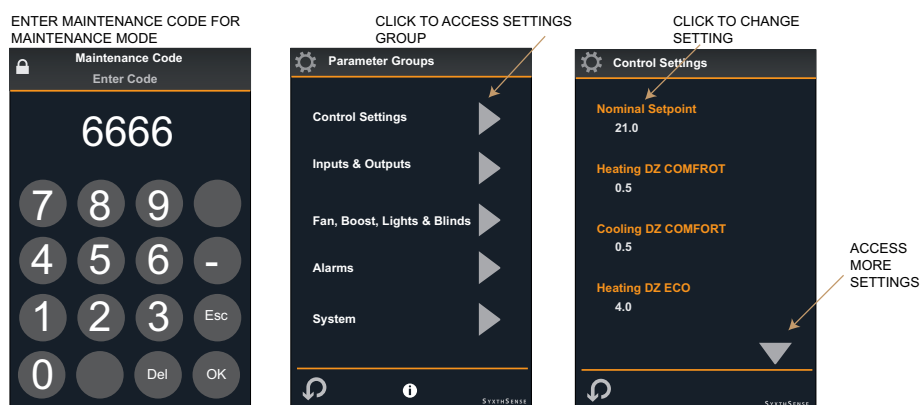 ENTER MAINTENANCE CODE FOR
MAINTENANCE MODE
Maintenance Code
Enter Code
6666
7 8 9
4 5 6 -
1 2 3 Esc
0 Del OK
CLICK TO ACCESS SETTINGS
GROUP
Parameter Groups
Control Settings
Inputs & Outputs
Fan, Boost, Lights & Blinds
Alarms
System
i
SYXTHSENSE
CLICK TO CHANGE
SETTING
Control Settings
Nominal Setpoint
21.0
Heating DZ COMFROT
0.5
Cooling DZ COMFORT
0.5
Heating DZ ECO
4.0
ACCESS
MORE
SETTINGS
SYXTHSENSE